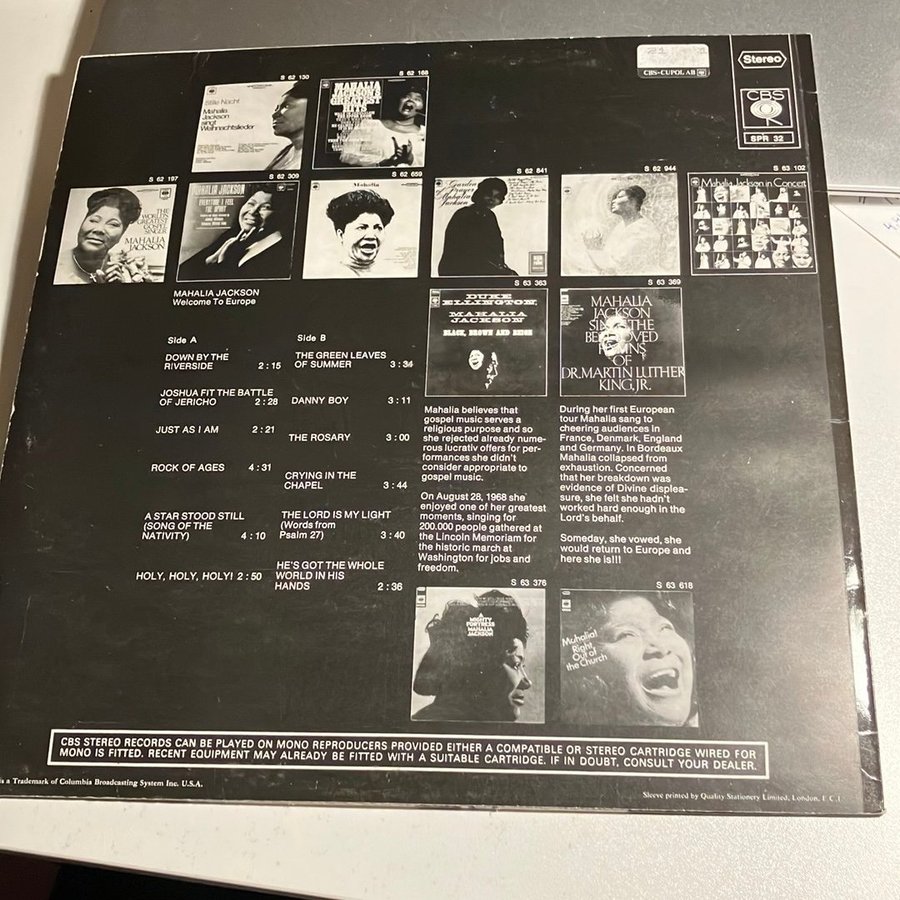 CBS-CUPOL AB
Stereo
CBS
SPR 32
S 62 130
Stille Nacht
Mahalia
Jackson
singt
Weihnachtslieder
S 62 168
MAHALIA
JACKSON'S
GREATEST
HITS
S 62 197
THE
WORLD'S
GREATEST
GOSPEL
SINGER
MAHALIA
JACKSON
S 62 309
MAHALIA JACKSON
EVERYTIME I FEEL
THE SPIRIT
S 62 659
Mahalia
S 62 841
Garden
of
Prayer
Mahalia
Jackson
S 62 944
S 63 102
Mahalia Jackson in Concert
S 63 363
DUKE
ELLINGTON
MAHALIA
JACKSON
BLACK, BROWN AND BEIGE
S 63 369
MAHALIA
JACKSON
SINGS THE
BELOVED
HYMNS
OF
DR. MARTIN LUTHER
KING, JR.
MAHALIA JACKSON
Welcome To Europe
Side A
DOWN BY THE
RIVERSIDE 2:15
JOSHUA FIT THE BATTLE
OF JERICHO 2:28
JUST AS I AM 2:21
ROCK OF AGES 4:31
A STAR STOOD STILL
(SONG OF THE
NATIVITY) 4:10
HOLY, HOLY, HOLY! 2:50
Side B
THE GREEN LEAVES
OF SUMMER 3:34
DANNY BOY 3:11
THE ROSARY 3:00
CRYING IN THE
CHAPEL 3:44
THE LORD IS MY LIGHT
(Words from
Psalm 27) 3:40
HE'S GOT THE WHOLE
WORLD IN HIS
HANDS 2:36
Mahalia believes that
gospel music serves a
religious purpose and so
she rejected already nume-
rous lucrativ offers for per-
formances she didn't
consider appropriate to
gospel music.
On August 28, 1968 she
enjoyed one of her greatest
moments, singing for
200.000 people gathered at
the Lincoln Memoriam for
the historic march at
Washington for jobs and
freedom.
During her first European
tour Mahalia sang to
cheering audiences in
France, Denmark, England
and Germany. In Bordeaux
Mahalia collapsed from
exhaustion. Concerned
that her breakdown was
evidence of Divine displea-
sure, she felt she hadn't
worked hard enough in the
Lord's behalf.
Someday, she vowed, she
would return to Europe and
here she is!!!
S 63 376
A
MIGHTY
FORTRESS
MAHALIA
JACKSON
S 63 618
Mahalia!
Right
Out of
the Church
CBS STEREO RECORDS CAN BE PLAYED ON MONO REPRODUCERS PROVIDED EITHER A COMPATIBLE OR STEREO CARTRIDGE WIRED FOR
MONO IS FITTED. RECENT EQUIPMENT MAY ALREADY BE FITTED WITH A SUITABLE CARTRIDGE. IF IN DOUBT, CONSULT YOUR DEALER.
is a Trademark of Columbia Broadcasting System Inc. U.S.A.
Sleeve printed by Quality Stationery Limited, London, E.C.1